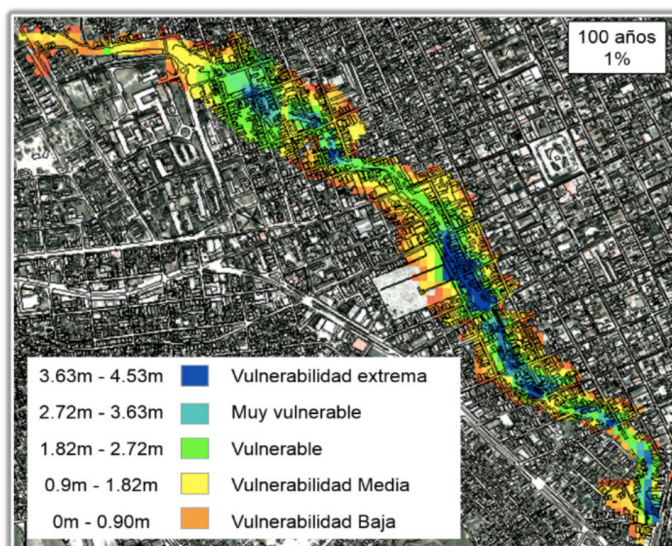 100 años
1%
3.63m - 4.53m Vulnerabilidad extrema
2.72m - 3.63m Muy vulnerable
1.82m - 2.72m Vulnerable
0.9m - 1.82m Vulnerabilidad Media
0m - 0.90m Vulnerabilidad Baja